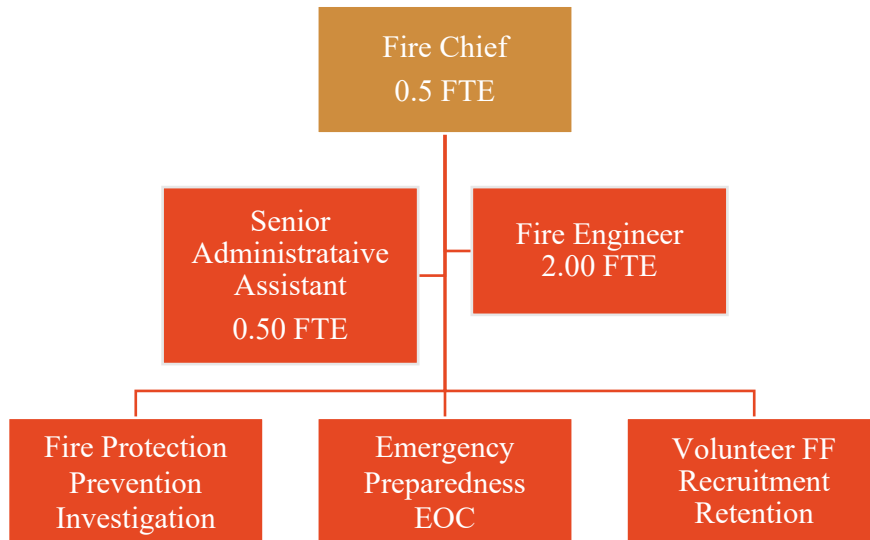 Fire Chief
0.5 FTE
Senior
Administrataive
Assistant
0.50 FTE
Fire Engineer
2.00 FTE
Fire Protection
Prevention
Investigation
Emergency
Preparedness
EOC
Volunteer FF
Recruitment
Retention